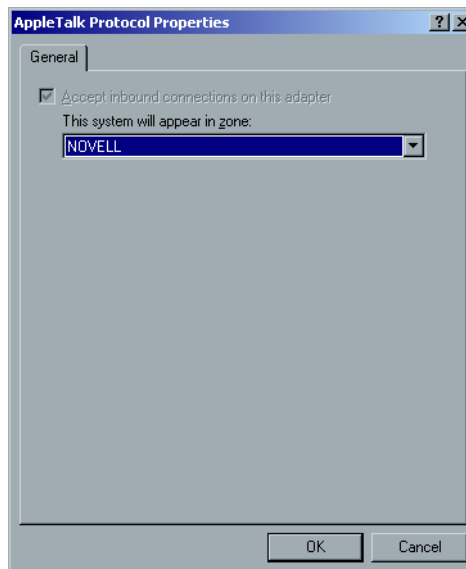 AppleTalk Protocol Properties
General
Accept inbound connections on this adapter
This system will appear in zone:
NOVELL
OK Cancel